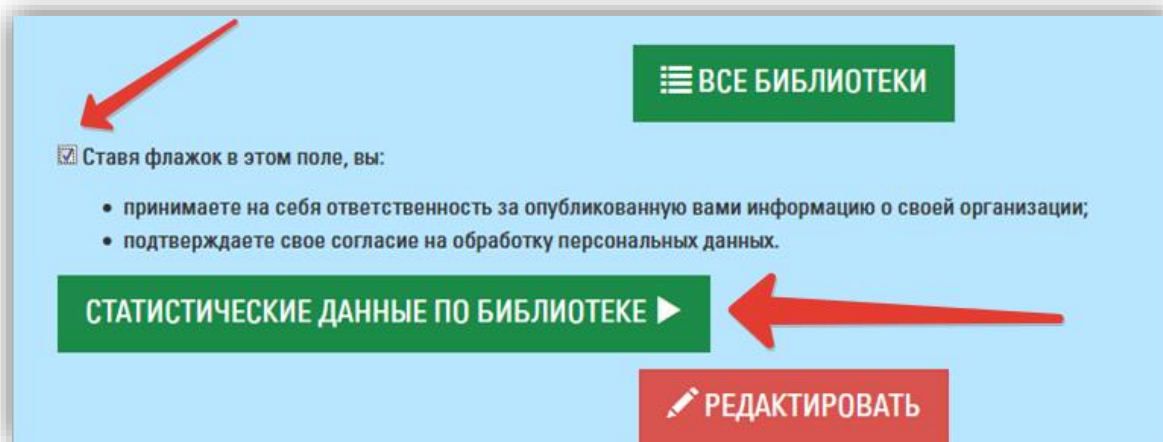 ВСЕ БИБЛИОТЕКИ
Ставя флажок в этом поле, вы:
• принимаете на себя ответственность за опубликованную вами информацию о своей организации;
• подтверждаете свое согласие на обработку персональных данных.
СТАТИСТИЧЕСКИЕ ДАННЫЕ ПО БИБЛИОТЕКЕ ▶
РЕДАКТИРОВАТЬ